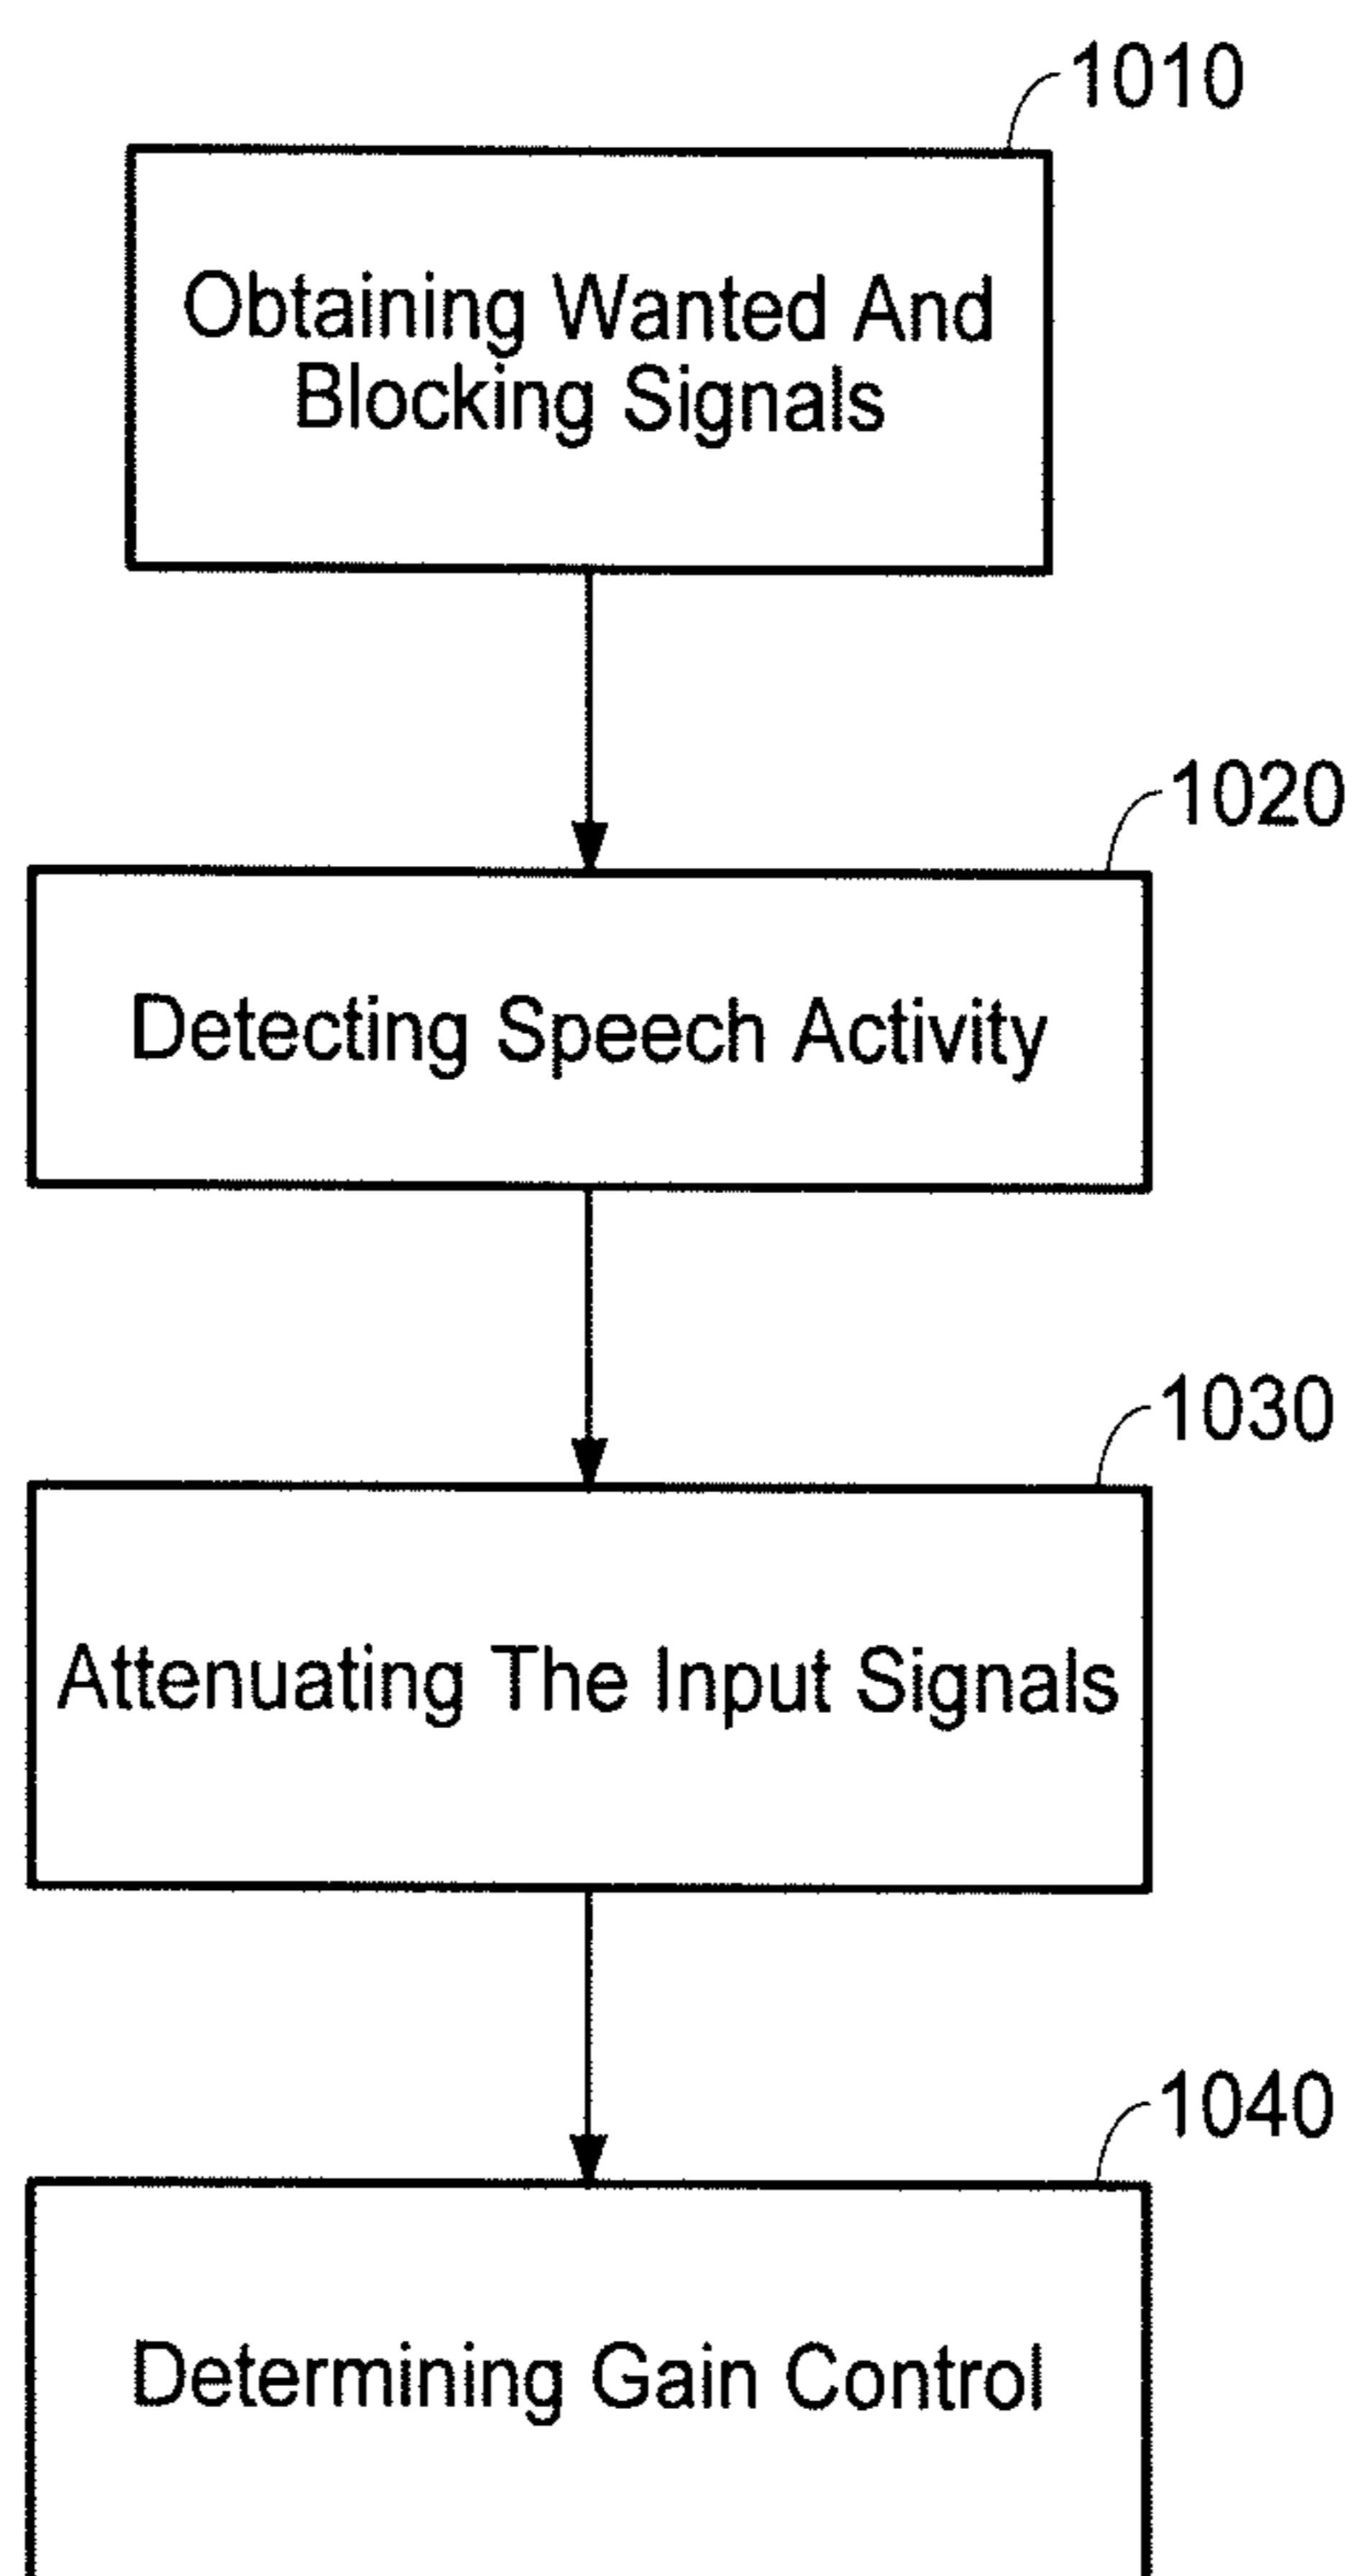 1010
Obtaining Wanted And
Blocking Signals
1020
Detecting Speech Activity
1030
Attenuating The Input Signals
1040
Determining Gain Control